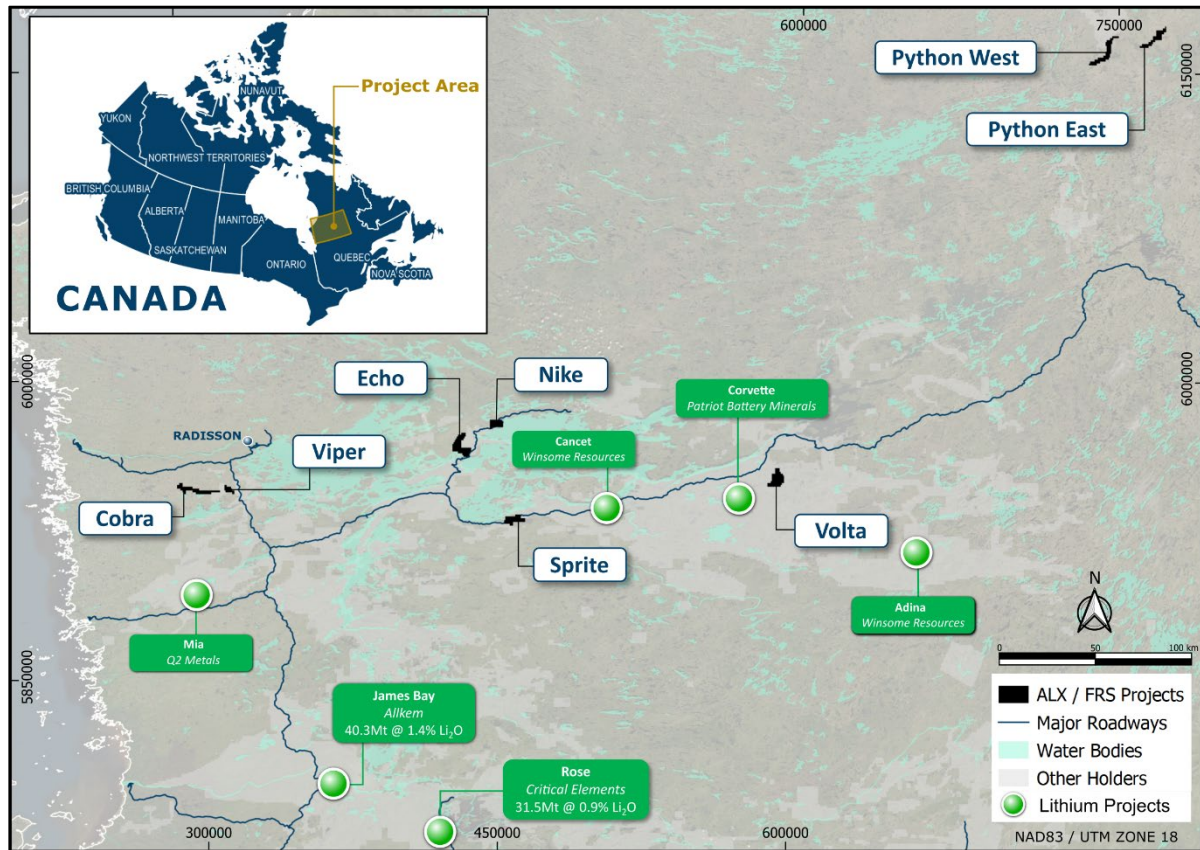 600000
750000
Python West
6150000
Python East
Project Area
NUNAVUT
YUKON
NORTHWEST TERRITORIES
BRITISH COLUMBIA
ALBERTA
MANITOBA
SASKATCHEWAN
ONTARIO
QUEBEC
NOVA SCOTIA
CANADA
6000000
6000000
Echo
Nike
Corvette
Patriot Battery Minerals
RADISSON
Viper
Cancet
Winsome Resources
Cobra
Volta
Sprite
Mia
Q2 Metals
Adina
Winsome Resources
N
0
50
100 km
5850000
James Bay
Allkem
40.3Mt @ 1.4% Li₂O
Rose
Critical Elements
31.5Mt @ 0.9% Li₂O
ALX / FRS Projects
Major Roadways
Water Bodies
Other Holders
Lithium Projects
300000
450000
600000
NAD83 / UTM ZONE 18